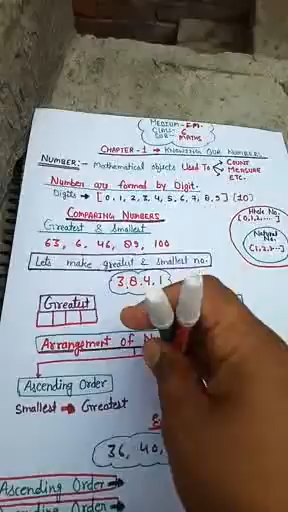 MEDIUM - E.M.
CLASS - 6
SUB - MATHS
CHAPTER - 1 → KNOWING OUR NUMBERS
NUMBER:- Mathematical objects Used To COUNT
MEASURE
ETC.
Numbers are formed by Digit.
Digits → [0, 1, 2, 3, 4, 5, 6, 7, 8, 9] (10)
Whole No.
[0,1,2,....]
Natural No.
[1,2,3...]
COMPARING NUMBERS
Greatest & Smallest
63, 6, 46, 89, 100
Lets make greatest & smallest no.
3,8,4,1
Greatest
Arrangement of
Ascending Order
Smallest → Greatest
36, 40,
Ascending Order →
Order →